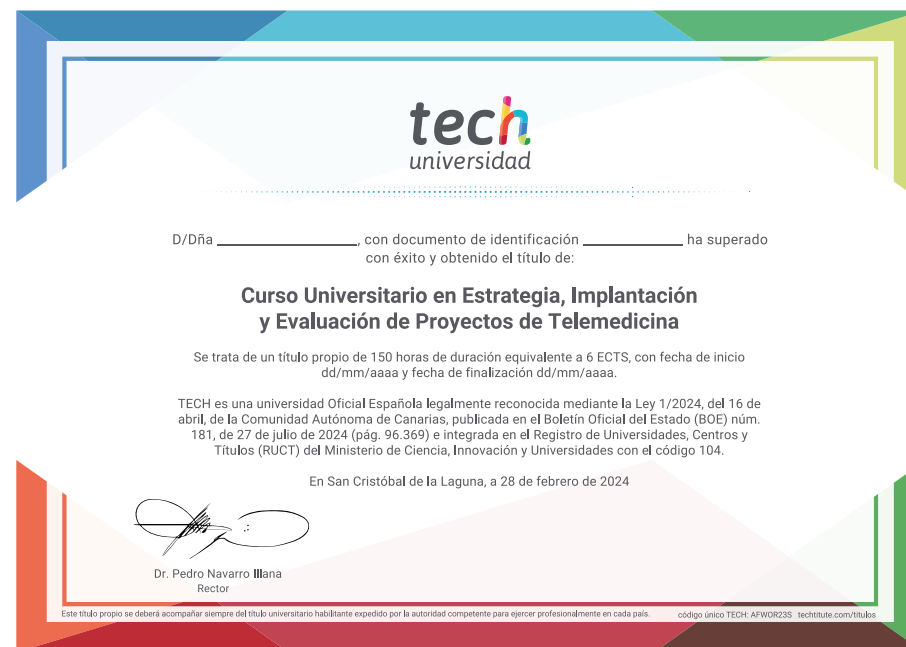 tech
universidad
D/Dña ____________________, con documento de identificación ______________ ha superado
con éxito y obtenido el título de:
Curso Universitario en Estrategia, Implantación
y Evaluación de Proyectos de Telemedicina
Se trata de un título propio de 150 horas de duración equivalente a 6 ECTS, con fecha de inicio
dd/mm/aaaa y fecha de finalización dd/mm/aaaa.
TECH es una universidad Oficial Española legalmente reconocida mediante la Ley 1/2024, del 16 de
abril, de la Comunidad Autónoma de Canarias, publicada en el Boletín Oficial del Estado (BOE) núm.
181, de 27 de julio de 2024 (pág. 96.369) e integrada en el Registro de Universidades, Centros y
Títulos (RUCT) del Ministerio de Ciencia, Innovación y Universidades con el código 104.
En San Cristóbal de la Laguna, a 28 de febrero de 2024
Dr. Pedro Navarro Illana
Rector
Este título propio se deberá acompañar siempre del título universitario habilitante expedido por la autoridad competente para ejercer profesionalmente en cada país. código único TECH: AFWOR23S techtitute.com/titulos